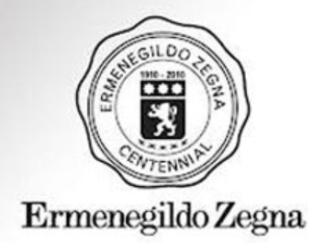 ERMENEGILDO ZEGNA
1910 - 2010
CENTENNIAL
Ermenegildo Zegna